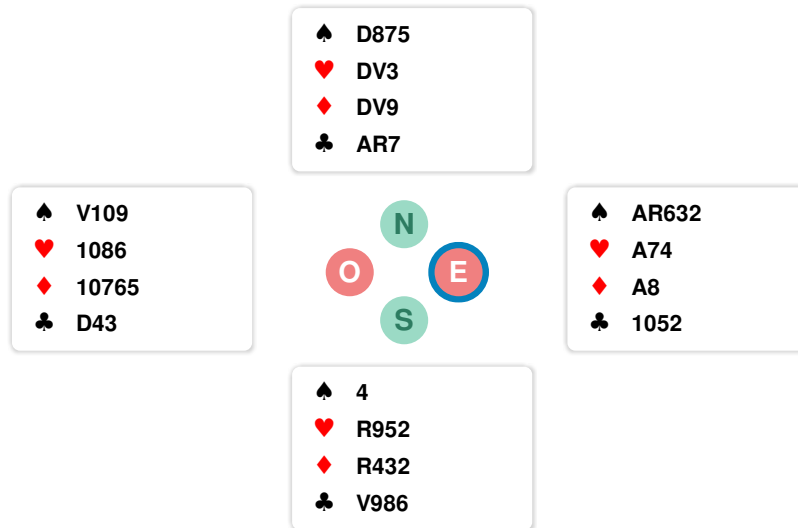 ♠ D875
♥ DV3
♦ DV9
♣ AR7
♠ V109
♥ 1086
♦ 10765
♣ D43
N
O
E
S
♠ AR632
♥ A74
♦ A8
♣ 1052
♠ 4
♥ R952
♦ R432
♣ V986